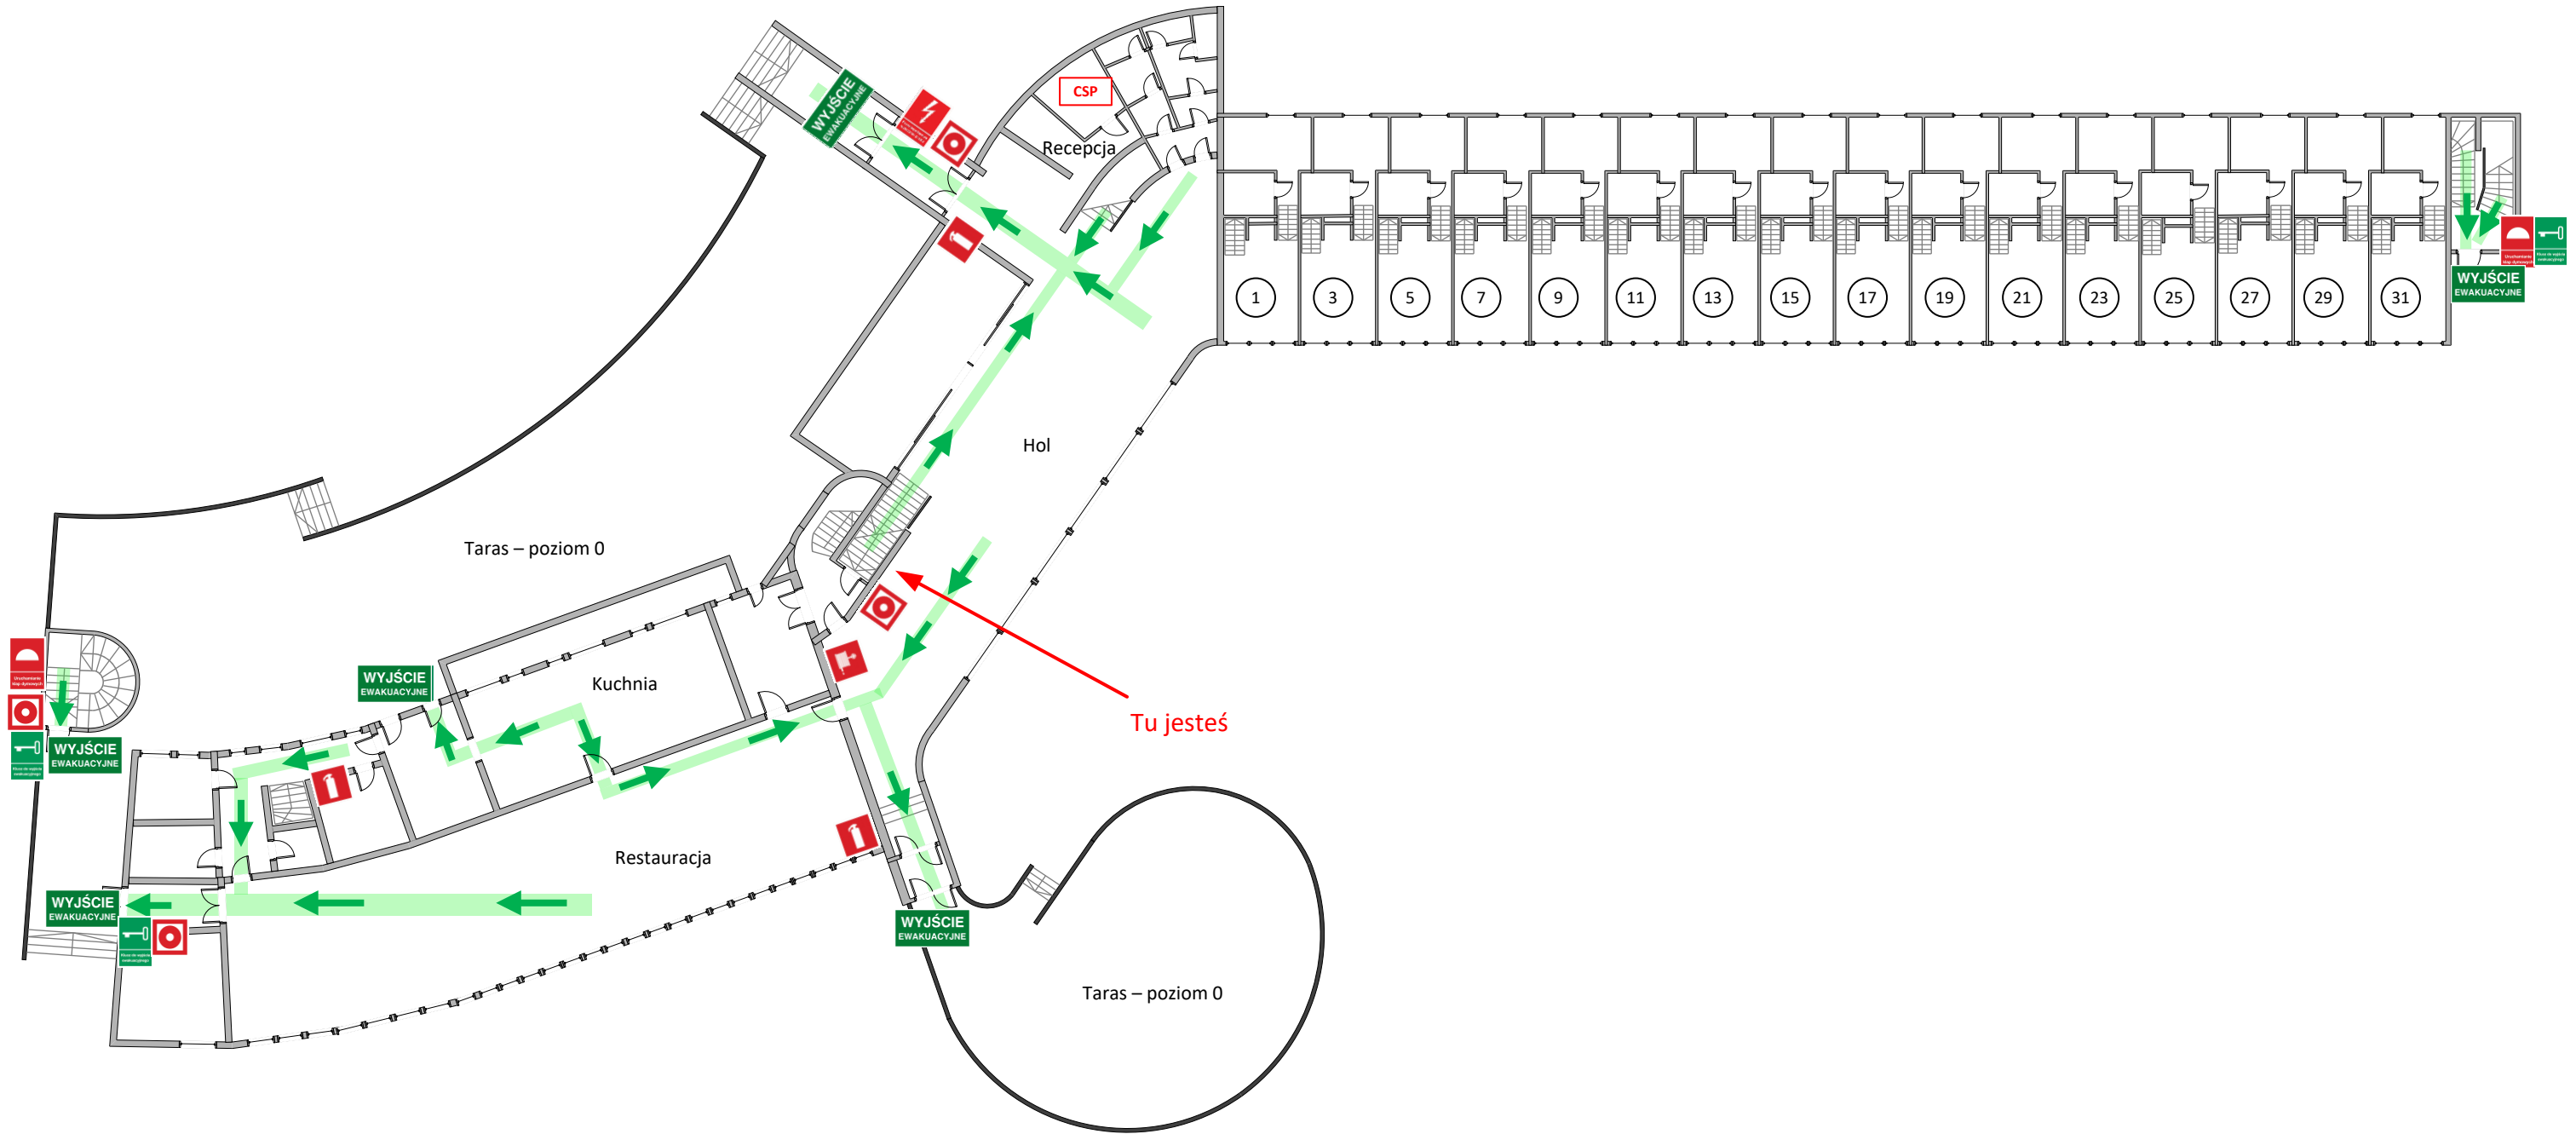 WYJŚCIE
EWAKUACYJNE
CSP
Recepcja
1
3
5
7
9
11
13
15
17
19
21
23
25
27
29
31
WYJŚCIE
EWAKUACYJNE
Hol
Taras – poziom 0
WYJŚCIE
EWAKUACYJNE
Kuchnia
Tu jesteś
WYJŚCIE
EWAKUACYJNE
Restauracja
WYJŚCIE
EWAKUACYJNE
WYJŚCIE
EWAKUACYJNE
Taras – poziom 0